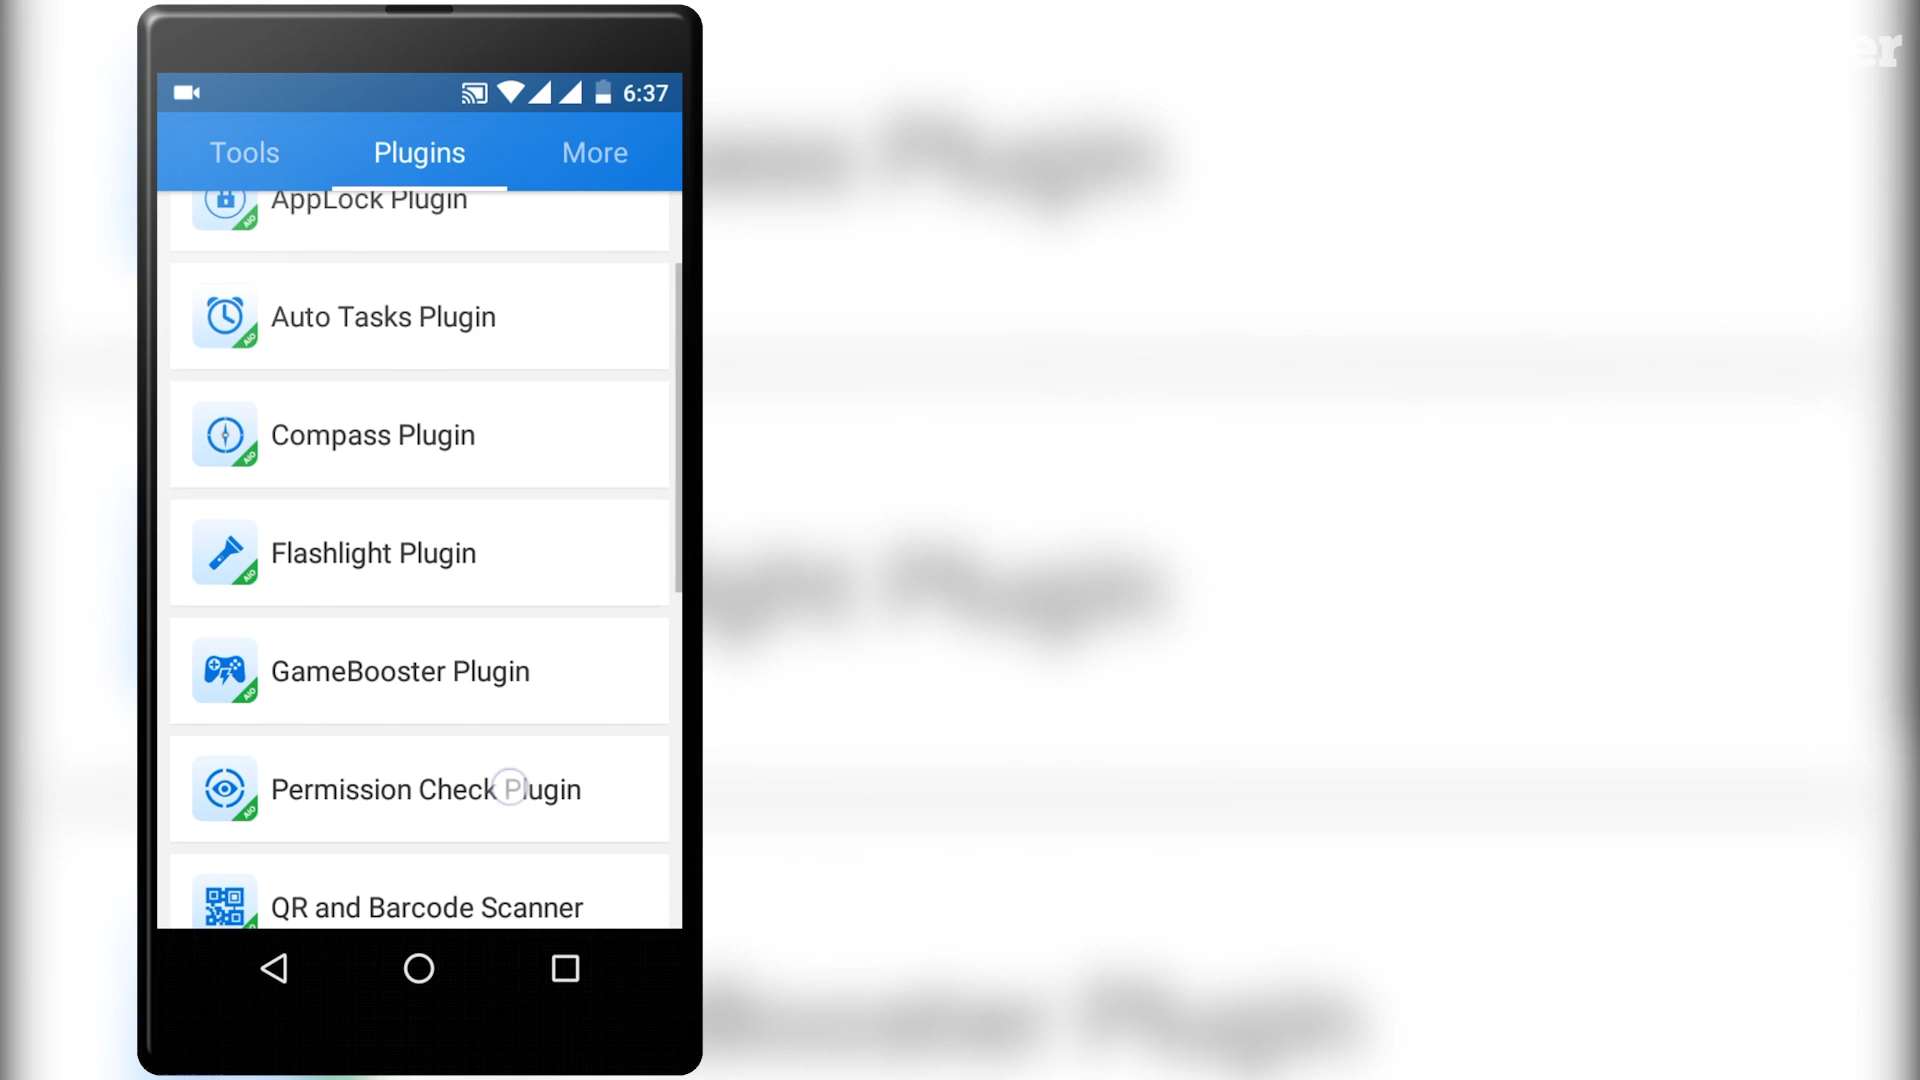 er
6:37
Tools Plugins More
AppLock Plugin
Auto Tasks Plugin
Compass Plugin
Flashlight Plugin
GameBooster Plugin
Permission Check Plugin
QR and Barcode Scanner